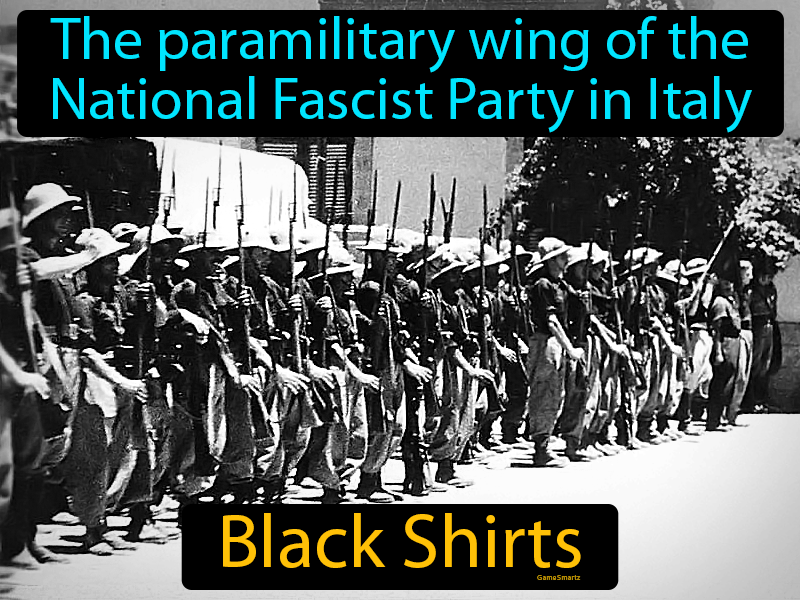 The paramilitary wing of the
National Fascist Party in Italy
Black Shirts
GameSmartz